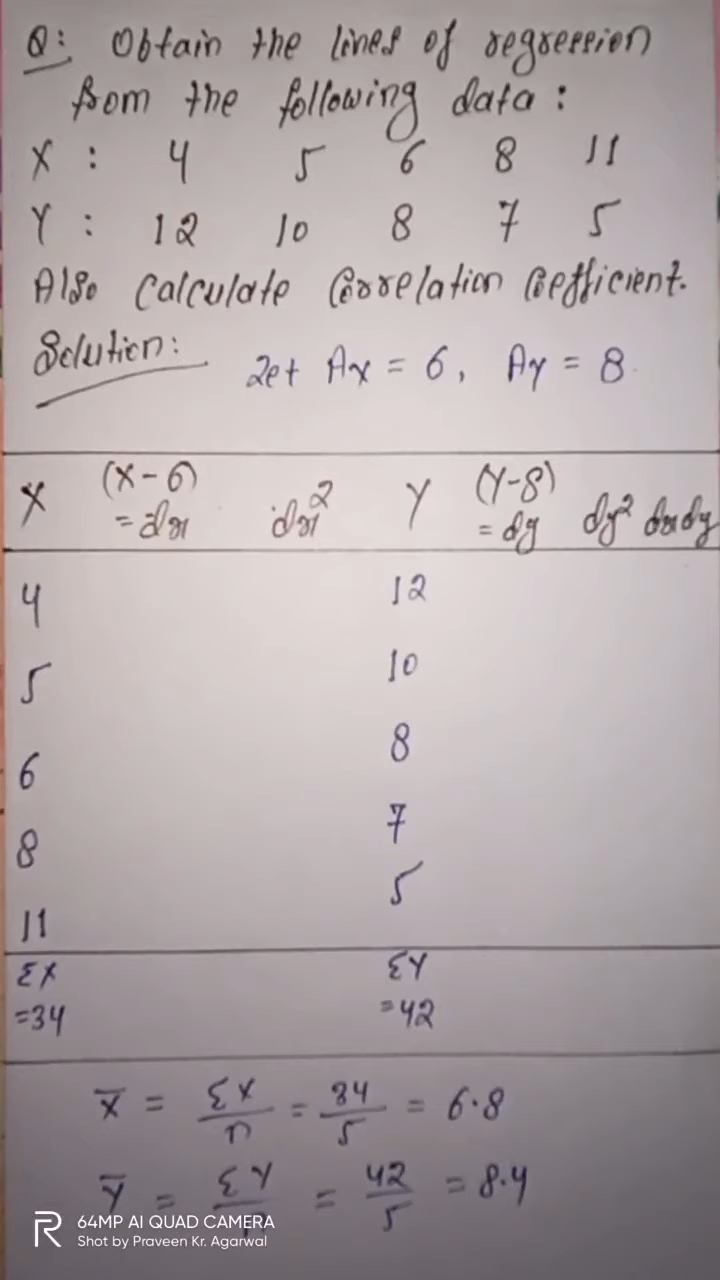 Q: Obtain the lines of regression
from the following data:
X : 4 5 6 8 11
Y : 12 10 8 7 5
Also Calculate Correlation Coefficient.
Solution: Let Ax = 6, Ay = 8.
X (X-6) = dx dx² Y (Y-8) = dy dy² dxdy
4 12
5 10
6 8
8 7
11 5
ΣX = 34 ΣY = 42
X̄ = ΣX/n = 34/5 = 6.8
Ȳ = ΣY/n = 42/5 = 8.4
64MP AI QUAD CAMERA
Shot by Praveen Kr. Agarwal